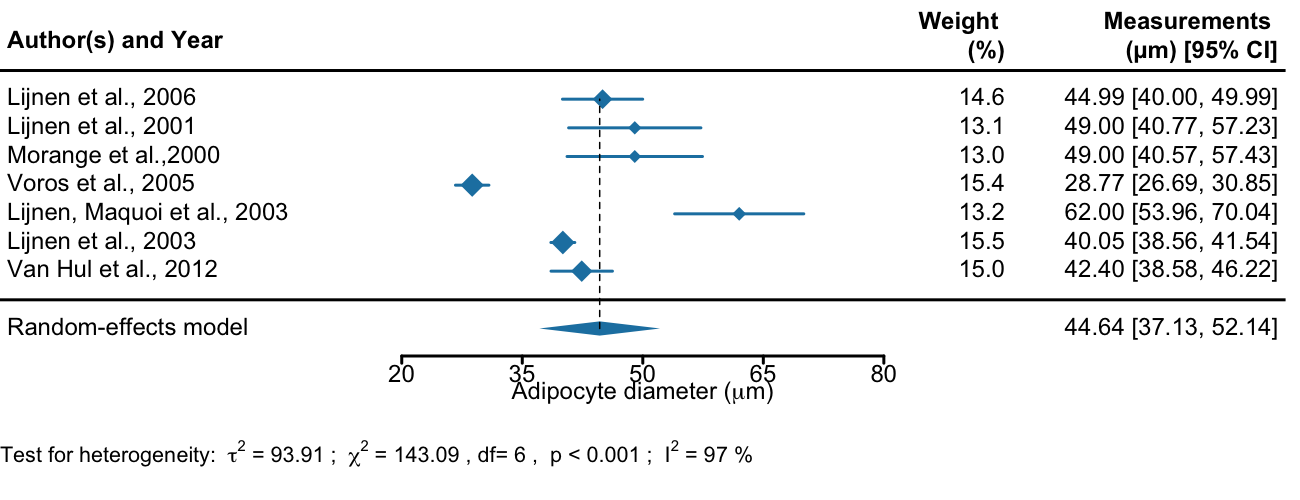 Author(s) and Year Weight (%) Measurements (μm) [95% CI]
Lijnen et al., 2006 14.6 44.99 [40.00, 49.99]
Lijnen et al., 2001 13.1 49.00 [40.77, 57.23]
Morange et al.,2000 13.0 49.00 [40.57, 57.43]
Voros et al., 2005 15.4 28.77 [26.69, 30.85]
Lijnen, Maquoi et al., 2003 13.2 62.00 [53.96, 70.04]
Lijnen et al., 2003 15.5 40.05 [38.56, 41.54]
Van Hul et al., 2012 15.0 42.40 [38.58, 46.22]
Random-effects model 44.64 [37.13, 52.14]
20 35 50 65 80
Adipocyte diameter (μm)
Test for heterogeneity: τ² = 93.91 ; χ² = 143.09 , df= 6 , p < 0.001 ; I² = 97 %